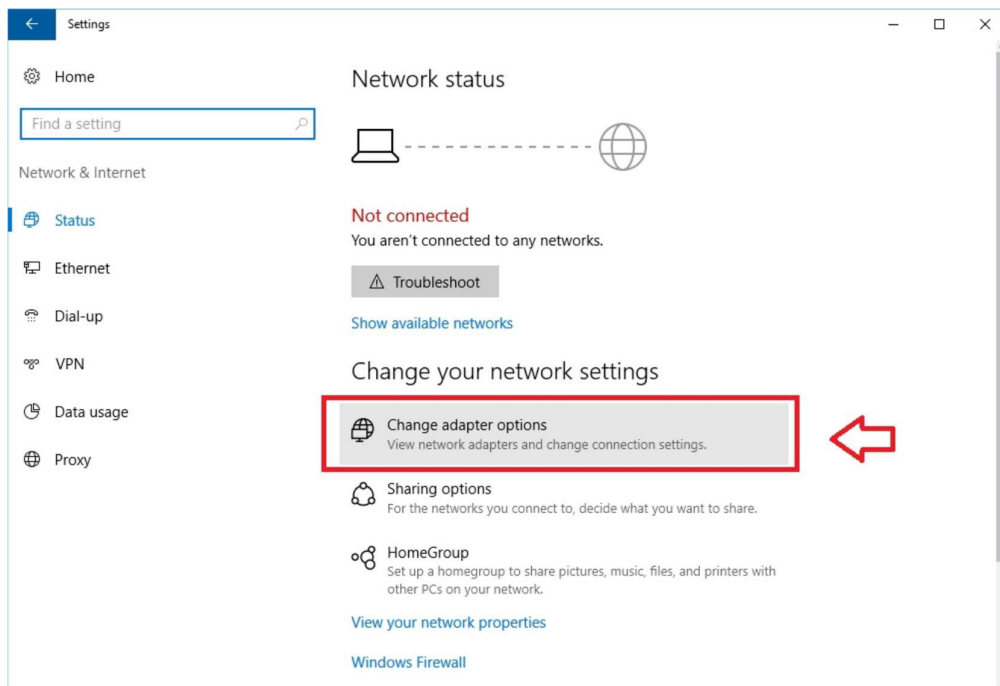 Settings
Home
Find a setting
Network & Internet
Status
Ethernet
Dial-up
VPN
Data usage
Proxy
Network status
Not connected
You aren't connected to any networks.
Troubleshoot
Show available networks
Change your network settings
Change adapter options
View network adapters and change connection settings.
Sharing options
For the networks you connect to, decide what you want to share.
HomeGroup
Set up a homegroup to share pictures, music, files, and printers with
other PCs on your network.
View your network properties
Windows Firewall